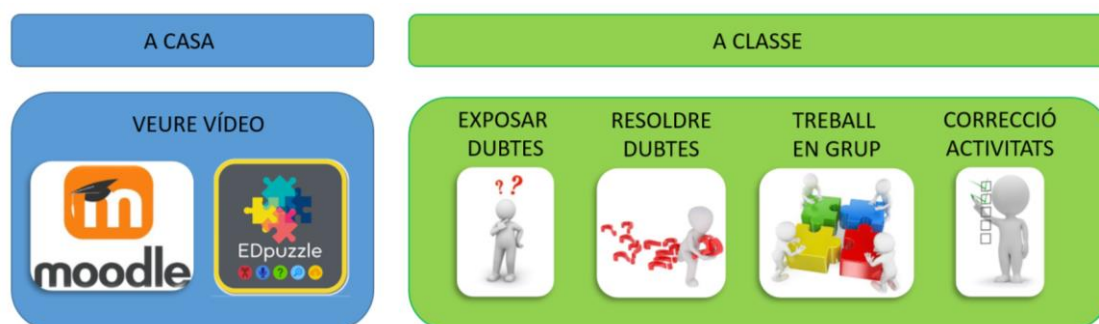 A CASA
A CLASSE
VEURE VÍDEO
moodle
EDpuzzle
EXPOSAR
DUBTES
RESOLDRE
DUBTES
TREBALL
EN GRUP
CORRECCIÓ
ACTIVITATS